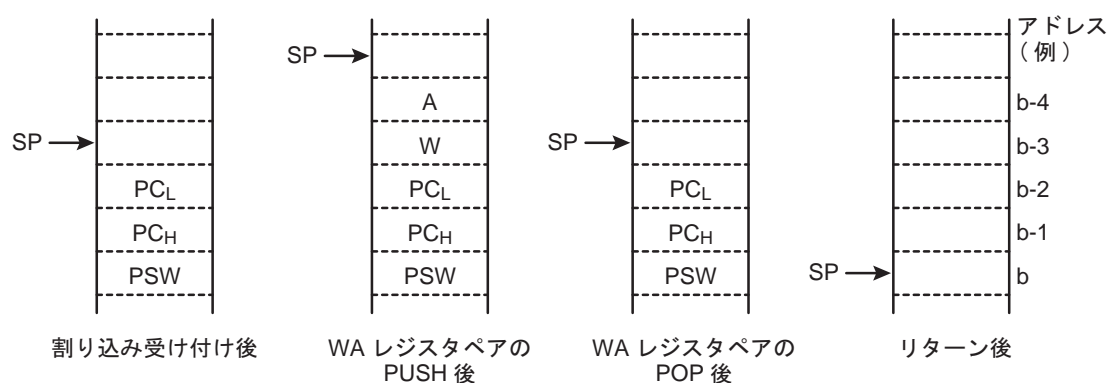 アドレス
(例)
SP
A
b-4
SP
W
SP
b-3
PCL
PCL
PCL
b-2
PCH
PCH
PCH
b-1
PSW
PSW
PSW
SP
b
割り込み受け付け後
WA レジスタペアの
PUSH 後
WA レジスタペアの
POP 後
リターン後